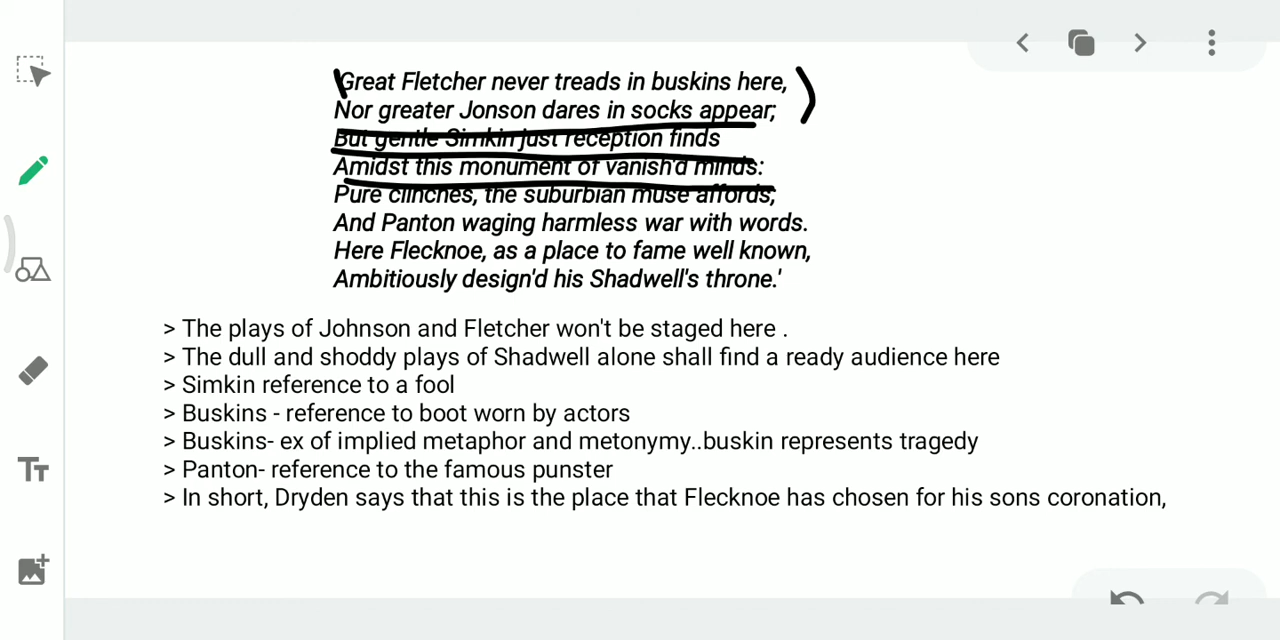 Great Fletcher never treads in buskins here,
Nor greater Jonson dares in socks appear;
But gentle Simkin just reception finds
Amidst this monument of vanish'd minds:
Pure clinches, the suburbian muse affords;
And Panton waging harmless war with words.
Here Flecknoe, as a place to fame well known,
Ambitiously design'd his Shadwell's throne.'
> The plays of Johnson and Fletcher won't be staged here .
> The dull and shoddy plays of Shadwell alone shall find a ready audience here
> Simkin reference to a fool
> Buskins - reference to boot worn by actors
> Buskins- ex of implied metaphor and metonymy..buskin represents tragedy
> Panton- reference to the famous punster
> In short, Dryden says that this is the place that Flecknoe has chosen for his sons coronation,
TT